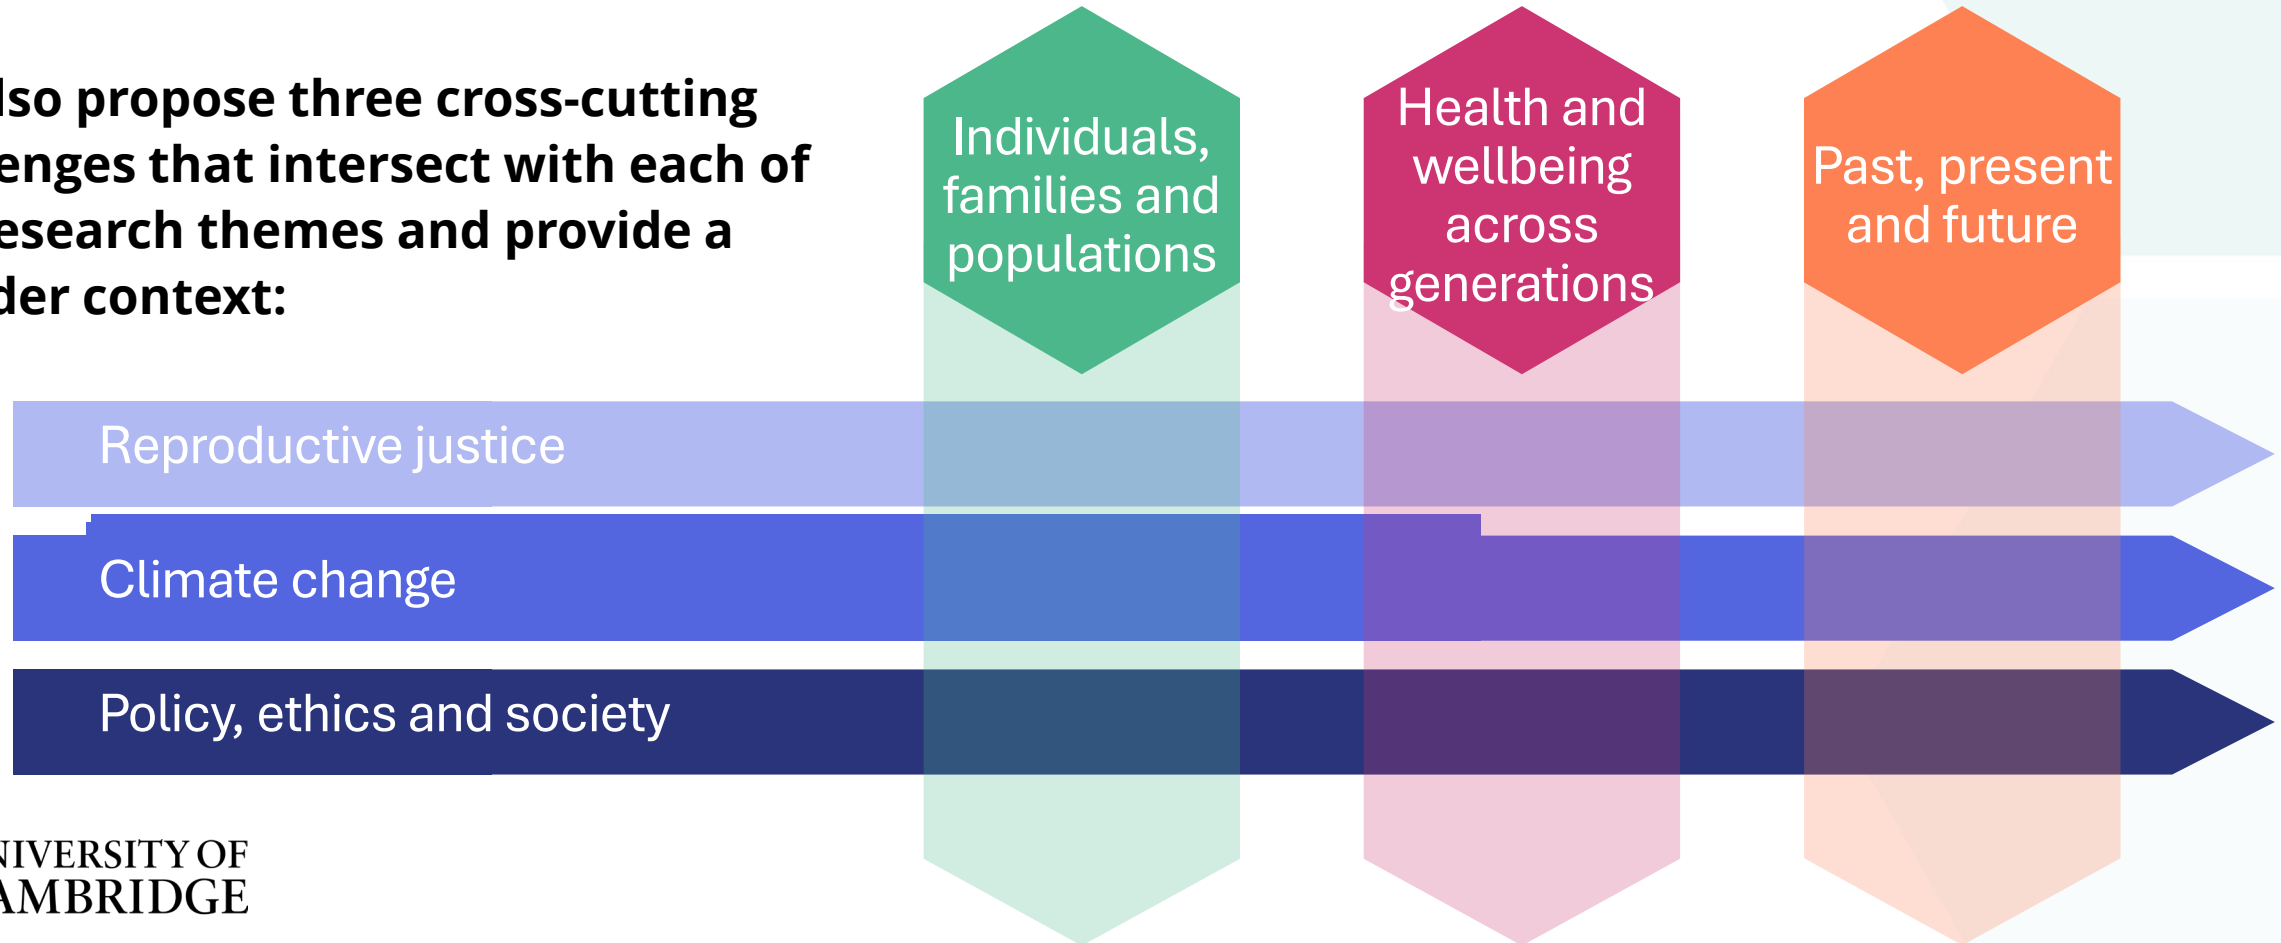 lso propose three cross-cutting
enges that intersect with each of
esearch themes and provide a
der context:
Individuals,
families and
populations
Health and
wellbeing
across
generations
Past, present
and future
Reproductive justice
Climate change
Policy, ethics and society
NIVERSITY OF
AMBRIDGE